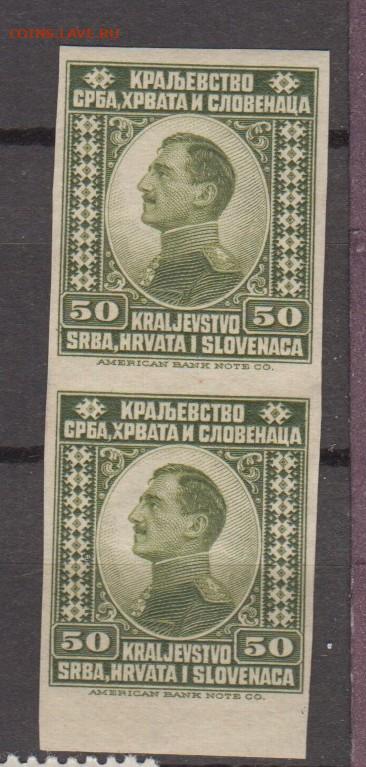 COINS.LAVE.RU
КРАЉЕВСТВО
СРБА, ХРВАТА И СЛОВЕНАЦА
50 50
KRALJEVSTVO
SRBA, HRVATA I SLOVENACA
AMERICAN BANK NOTE CO.
КРАЉЕВСТВО
СРБА, ХРВАТА И СЛОВЕНАЦА
50 50
KRALJEVSTVO
SRBA, HRVATA I SLOVENACA
AMERICAN BANK NOTE CO.